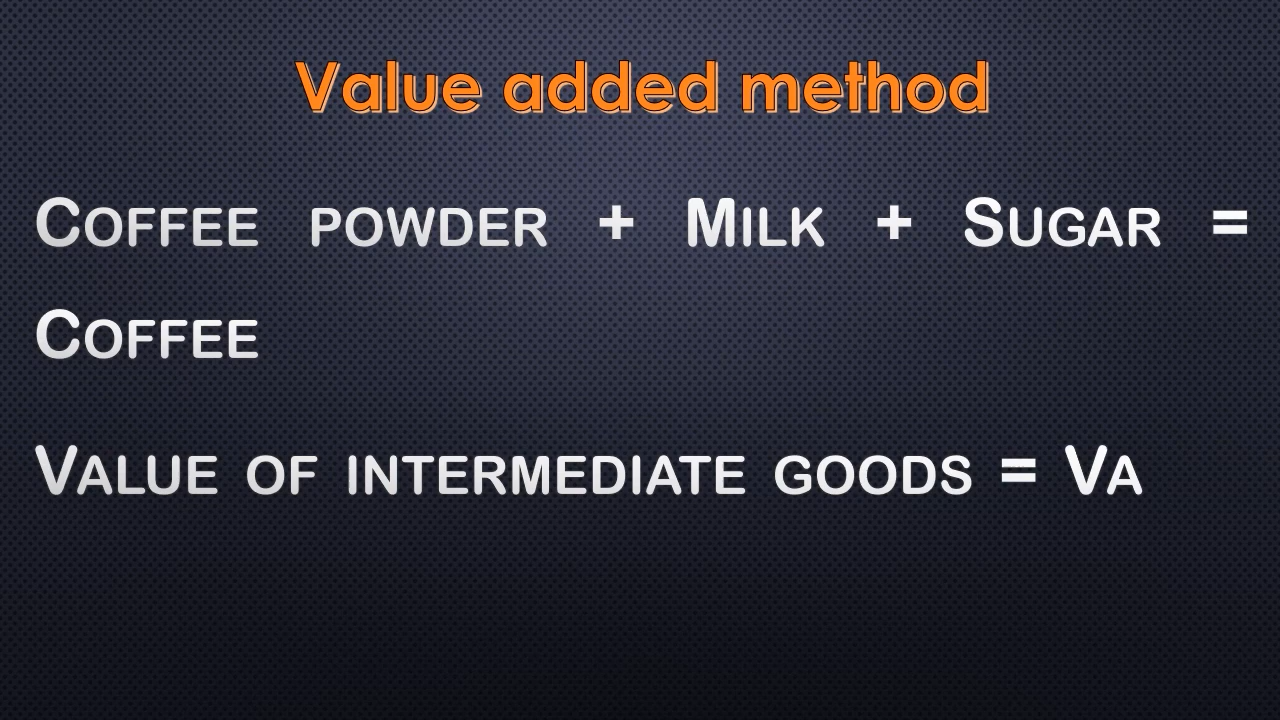 Value added method
Coffee powder + Milk + Sugar =
Coffee
Value of intermediate goods = Va